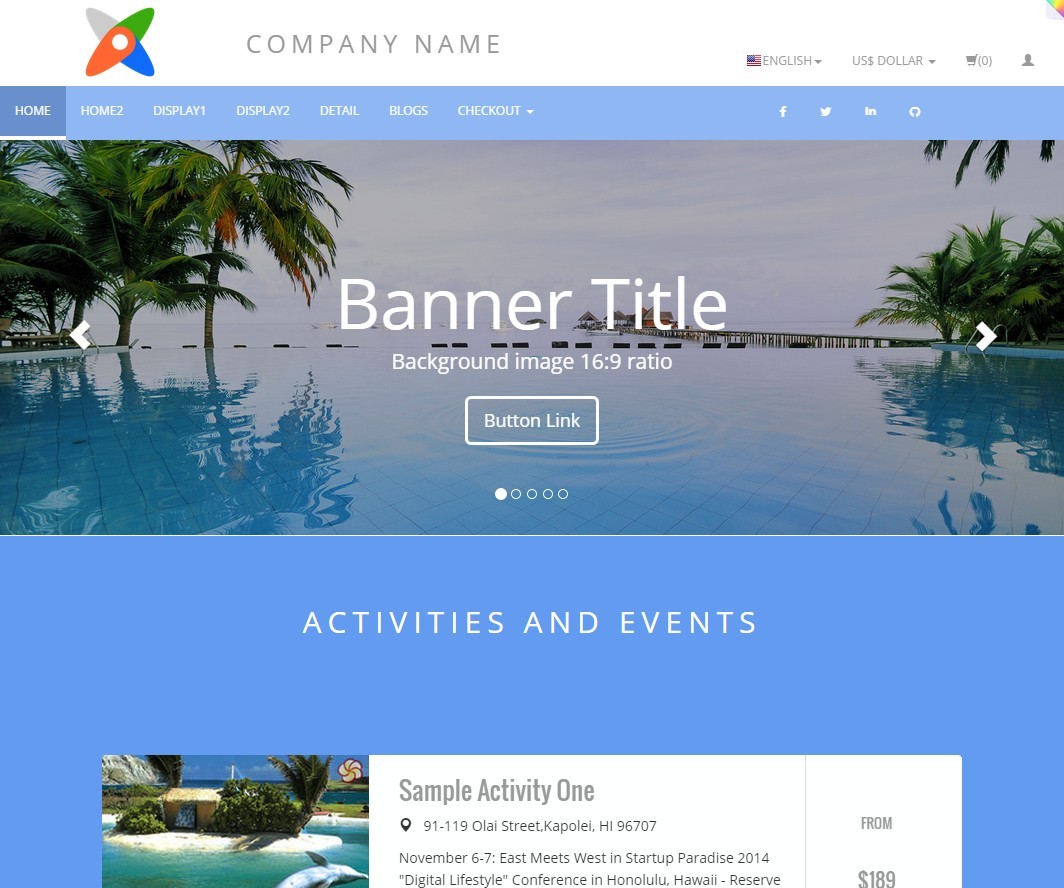 COMPANY NAME
ENGLISH
US$ DOLLAR
(0)
HOME
HOME2
DISPLAY1
DISPLAY2
DETAIL
BLOGS
CHECKOUT
Banner Title
Background image 16:9 ratio
Button Link
ACTIVITIES AND EVENTS
Sample Activity One
91-119 Olai Street,Kapolei, HI 96707
November 6-7: East Meets West in Startup Paradise 2014
"Digital Lifestyle" Conference in Honolulu, Hawaii - Reserve
FROM
$189